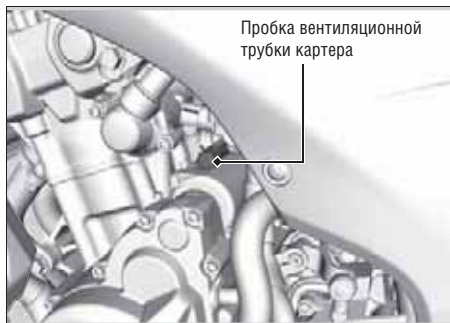 Пробка вентиляционной
трубки картера